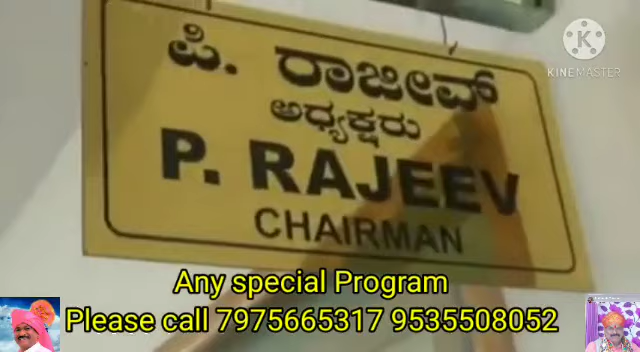 ಪಿ. ರಾಜೀವ್
ಅಧ್ಯಕ್ಷರು
P. RAJEEV
CHAIRMAN
KINEMASTER
Any special Program
Please call 7975665317 9535508052